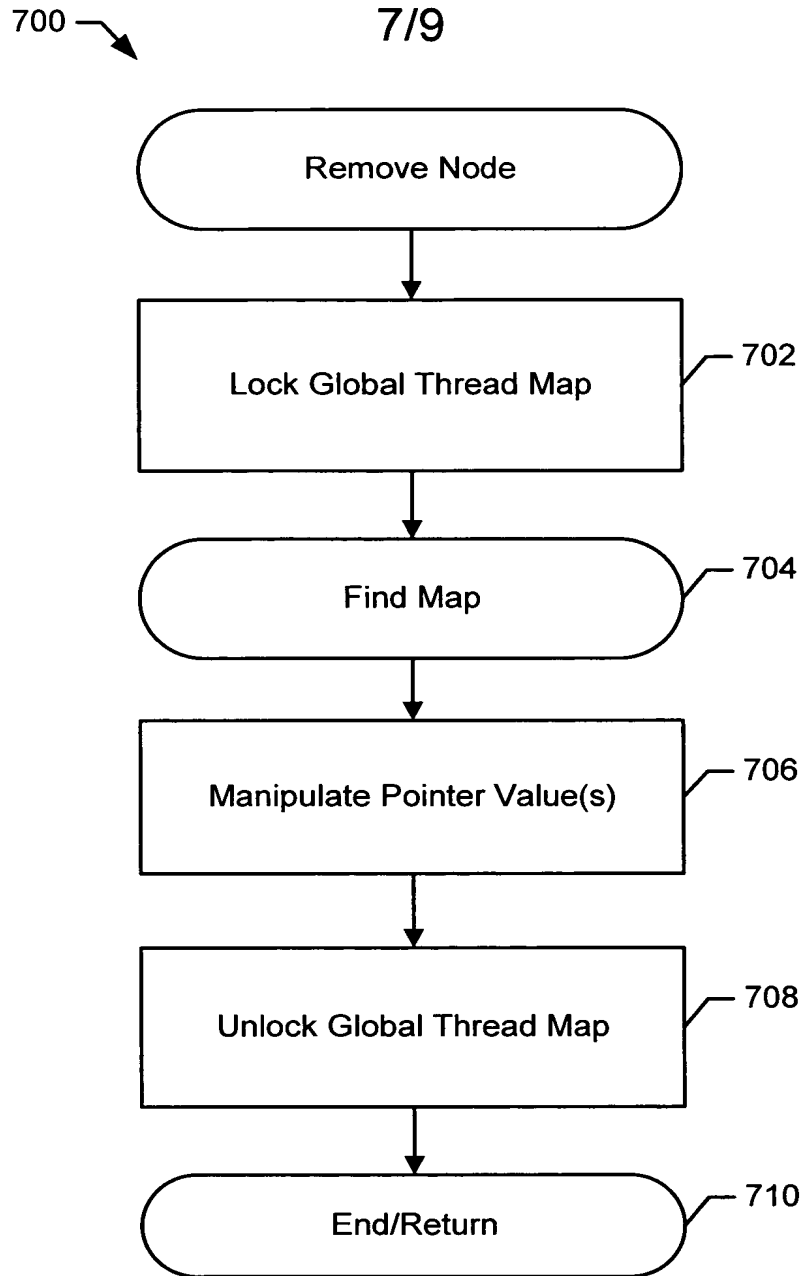 700
7/9
Remove Node
Lock Global Thread Map
702
Find Map
704
Manipulate Pointer Value(s)
706
Unlock Global Thread Map
708
End/Return
710